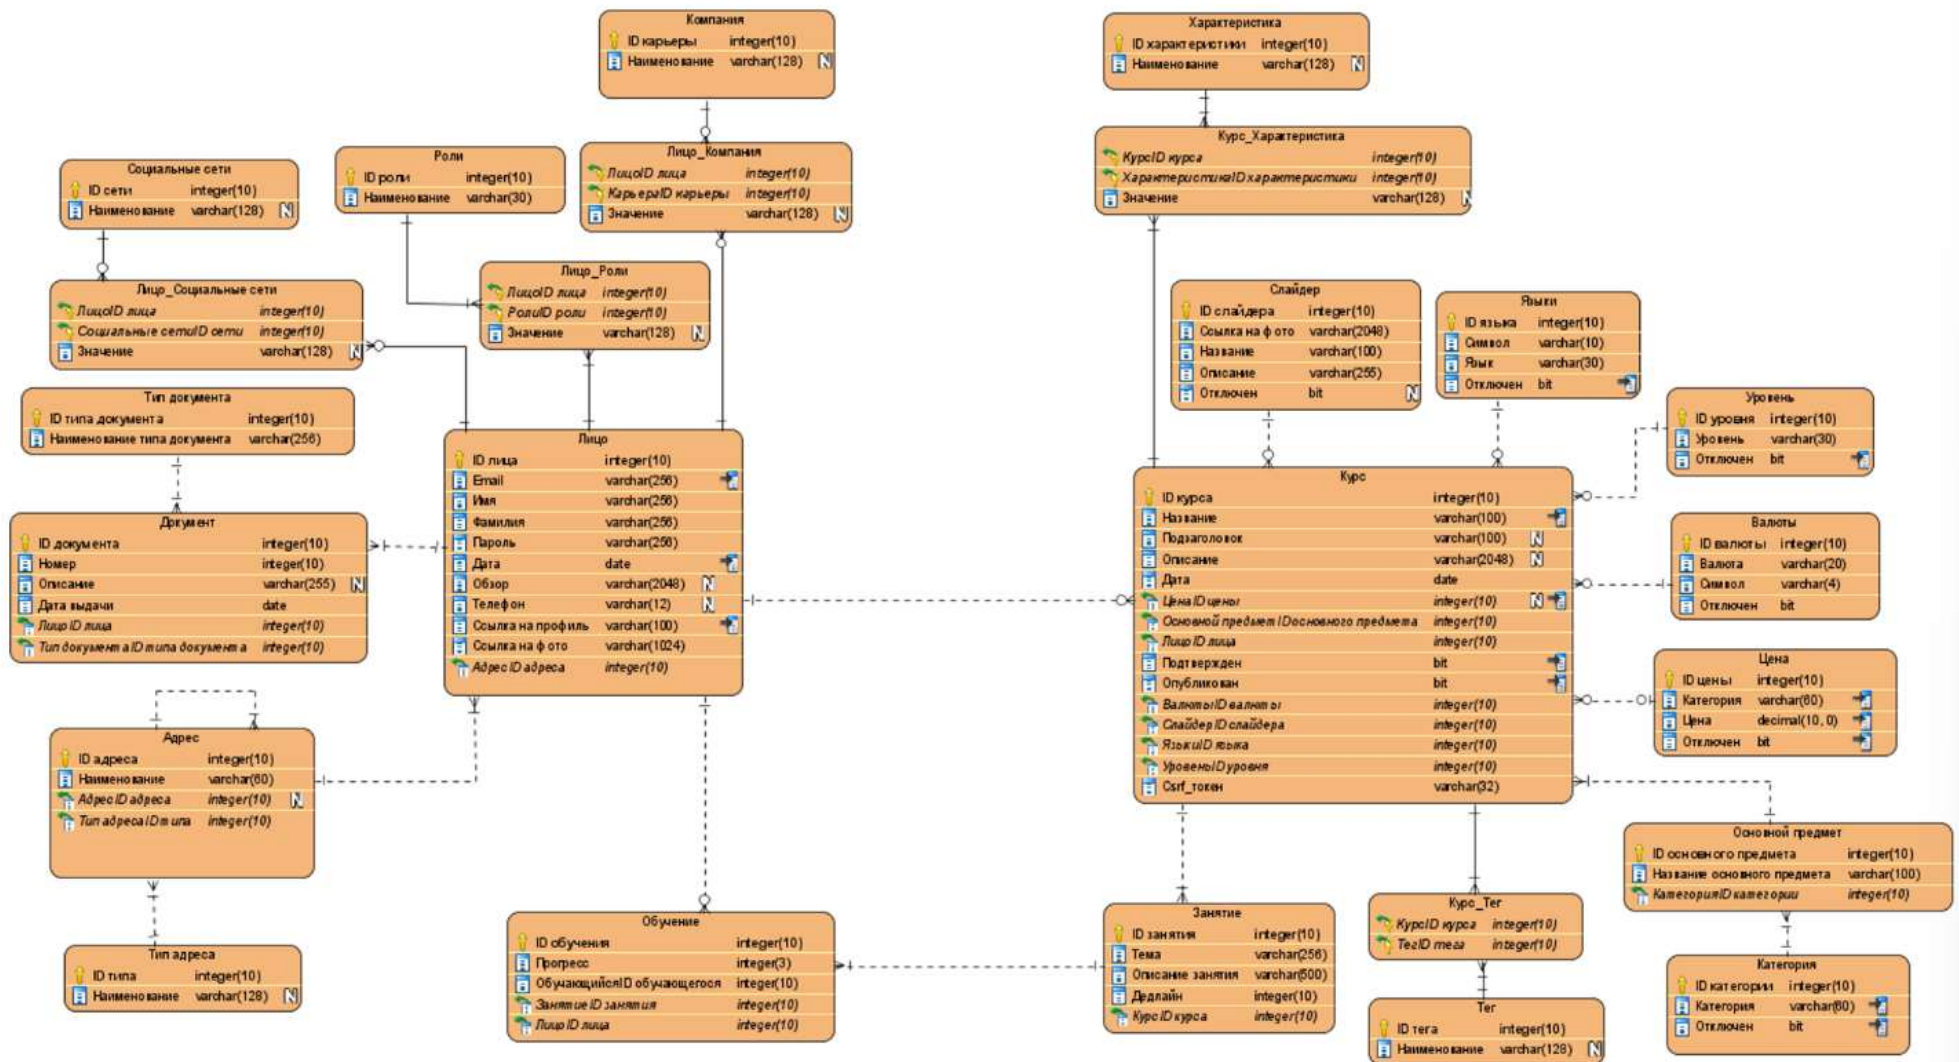 Компания
ID карьеры integer(10)
Наименование varchar(128) N
Характеристика
ID характеристики integer(10)
Наименование varchar(128) N
Социальные сети
ID сети integer(10)
Наименование varchar(128) N
Роли
ID роли integer(10)
Наименование varchar(30)
Лицо_Компания
ЛицоID лица integer(10)
КарьераID карьеры integer(10)
Значение varchar(128) N
Курс_Характеристика
КурсID курса integer(10)
ХарактеристикаID характеристики integer(10)
Значение varchar(128) N
Лицо_Социальные сети
ЛицоID лица integer(10)
Социальные сетиID сети integer(10)
Значение varchar(128) N
Лицо_Роли
ЛицоID лица integer(10)
РолиID роли integer(10)
Значение varchar(128) N
Слайдер
ID слайдера integer(10)
Ссылка на фото varchar(2048)
Название varchar(100)
Описание varchar(255)
Отключен bit N
Языки
ID языка integer(10)
Символ varchar(10)
Язык varchar(30)
Отключен bit
Тип документа
ID типа документа integer(10)
Наименование типа документа varchar(256)
Уровень
ID уровня integer(10)
Уровень varchar(30)
Отключен bit
Лицо
ID лица integer(10)
Email varchar(256)
Имя varchar(256)
Фамилия varchar(256)
Пароль varchar(256)
Дата date
Обзор varchar(2048) N
Телефон varchar(12) N
Ссылка на профиль varchar(100)
Ссылка на фото varchar(1024)
АдресID адреса integer(10)
Курс
ID курса integer(10)
Название varchar(100)
Подзаголовок varchar(100) N
Описание varchar(2048) N
Дата date
ЦенаID цены integer(10) N
Основной предметIDосновного предмета integer(10)
ЛицоID лица integer(10)
Подтвержден bit
Опубликован bit
ВалютыID валюты integer(10)
СлайдерID слайдера integer(10)
ЯзыкиID языка integer(10)
УровеньID уровня integer(10)
Csrf_токен varchar(32)
Документ
ID документа integer(10)
Номер integer(10)
Описание varchar(255) N
Дата выдачи date
ЛицоID лица integer(10)
Тип документаID типа документа integer(10)
Валюты
ID валюты integer(10)
Валюта varchar(20)
Символ varchar(4)
Отключен bit
Цена
ID цены integer(10)
Категория varchar(60)
Цена decimal(10, 0)
Отключен bit
Адрес
ID адреса integer(10)
Наименование varchar(60)
АдресID адреса integer(10) N
Тип адресаID типа integer(10)
Основной предмет
ID основного предмета integer(10)
Название основного предмета varchar(100)
КатегорияID категории integer(10)
Тип адреса
ID типа integer(10)
Наименование varchar(128) N
Обучение
ID обучения integer(10)
Прогресс integer(3)
ОбучающийсяID обучающегося integer(10)
ЗанятиеID занятия integer(10)
ЛицоID лица integer(10)
Занятие
ID занятия integer(10)
Тема varchar(256)
Описание занятия varchar(500)
Дедлайн integer(10)
КурсID курса integer(10)
Курс_Тег
КурсID курса integer(10)
ТегID тега integer(10)
Категория
ID категории integer(10)
Категория varchar(60)
Отключен bit
Тег
ID тега integer(10)
Наименование varchar(128) N